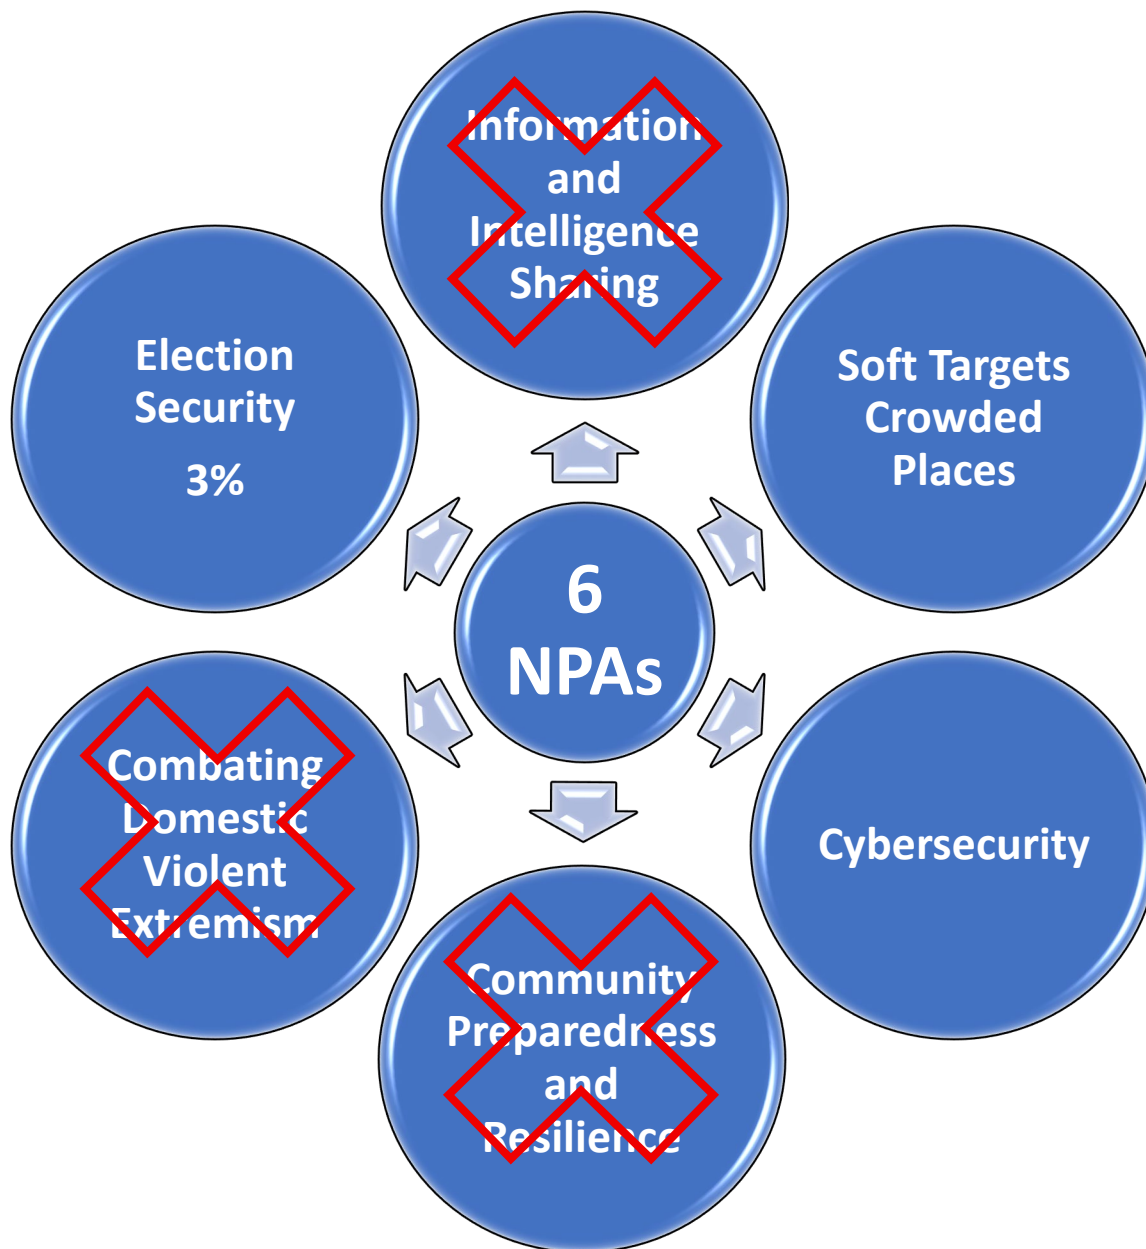 Information
and
Intelligence
Sharing
Soft Targets
Crowded
Places
Cybersecurity
Community
Preparedness
and
Resilience
Combating
Domestic
Violent
Extremism
Election
Security
3%
6
NPAs